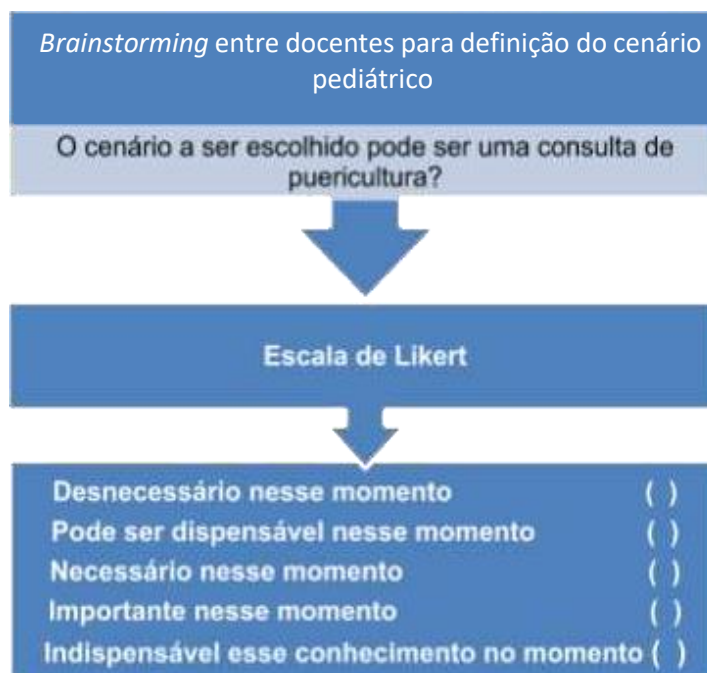 Brainstorming entre docentes para definição do cenário
pediátrico
O cenário a ser escolhido pode ser uma consulta de
puericultura?
Escala de Likert
Desnecessário nesse momento ( )
Pode ser dispensável nesse momento ( )
Necessário nesse momento ( )
Importante nesse momento ( )
Indispensável esse conhecimento no momento ( )